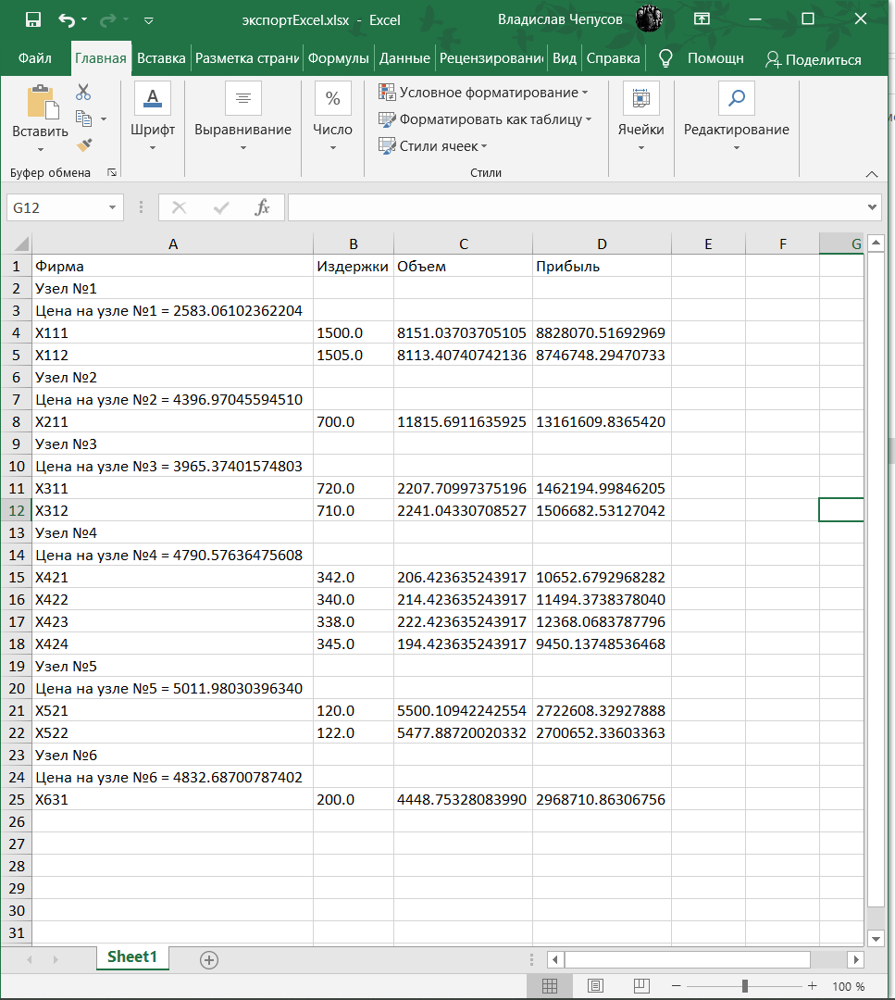 экспортExcel.xlsx - Excel Владислав Чепусов
Файл Главная Вставка Разметка страни Формулы Данные Рецензировани Вид Справка Помощн Поделиться
Вставить
Буфер обмена
Шрифт
Выравнивание
%
Число
Условное форматирование
Форматировать как таблицу
Стили ячеек
Стили
Ячейки
Редактирование
G12 fx
A B C D E F G
1 Фирма Издержки Объем Прибыль
2 Узел №1
3 Цена на узле №1 = 2583.06102362204
4 X111 1500.0 8151.03703705105 8828070.51692969
5 X112 1505.0 8113.40740742136 8746748.29470733
6 Узел №2
7 Цена на узле №2 = 4396.97045594510
8 X211 700.0 11815.6911635925 13161609.8365420
9 Узел №3
10 Цена на узле №3 = 3965.37401574803
11 X311 720.0 2207.70997375196 1462194.99846205
12 X312 710.0 2241.04330708527 1506682.53127042
13 Узел №4
14 Цена на узле №4 = 4790.57636475608
15 X421 342.0 206.423635243917 10652.6792968282
16 X422 340.0 214.423635243917 11494.3738378040
17 X423 338.0 222.423635243917 12368.0683787796
18 X424 345.0 194.423635243917 9450.13748536468
19 Узел №5
20 Цена на узле №5 = 5011.98030396340
21 X521 120.0 5500.10942242554 2722608.32927888
22 X522 122.0 5477.88720020332 2700652.33603363
23 Узел №6
24 Цена на узле №6 = 4832.68700787402
25 X631 200.0 4448.75328083990 2968710.86306756
26
27
28
29
30
31
Sheet1
100 %